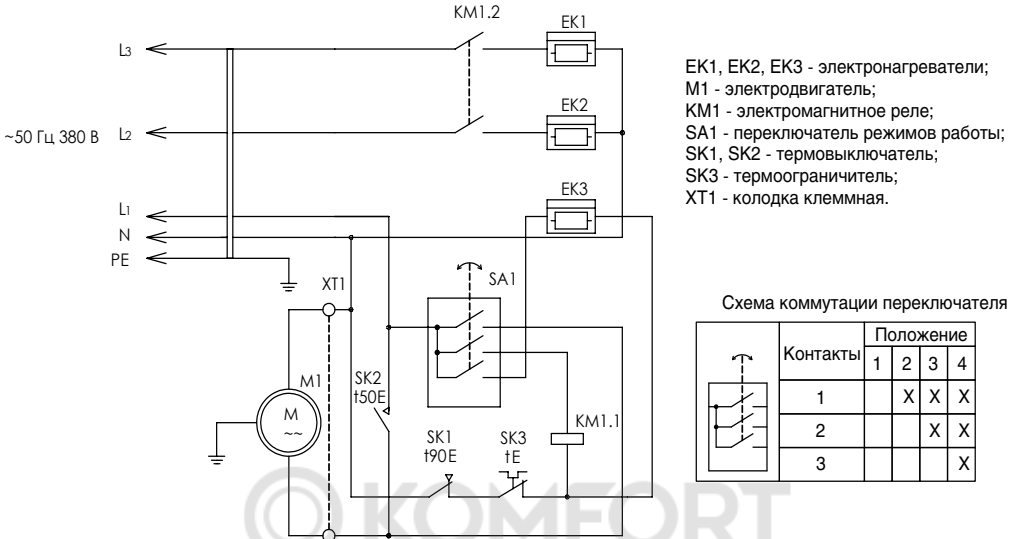 KM1.2
EK1
L3
EK2
~50 Гц 380 В
L2
EK3
L1
N
PE
EK1, EK2, EK3 - электронагреватели;
M1 - электродвигатель;
KM1 - электромагнитное реле;
SA1 - переключатель режимов работы;
SK1, SK2 - термовыключатель;
SK3 - термоограничитель;
XT1 - колодка клеммная.
XT1
SA1
M1
M
~~
SK2
t50E
SK1
t90E
SK3
tE
KM1.1
Схема коммутации переключателя
Контакты
Положение
1 2 3 4
1 X X X
2 X X
3 X
KOMFORT